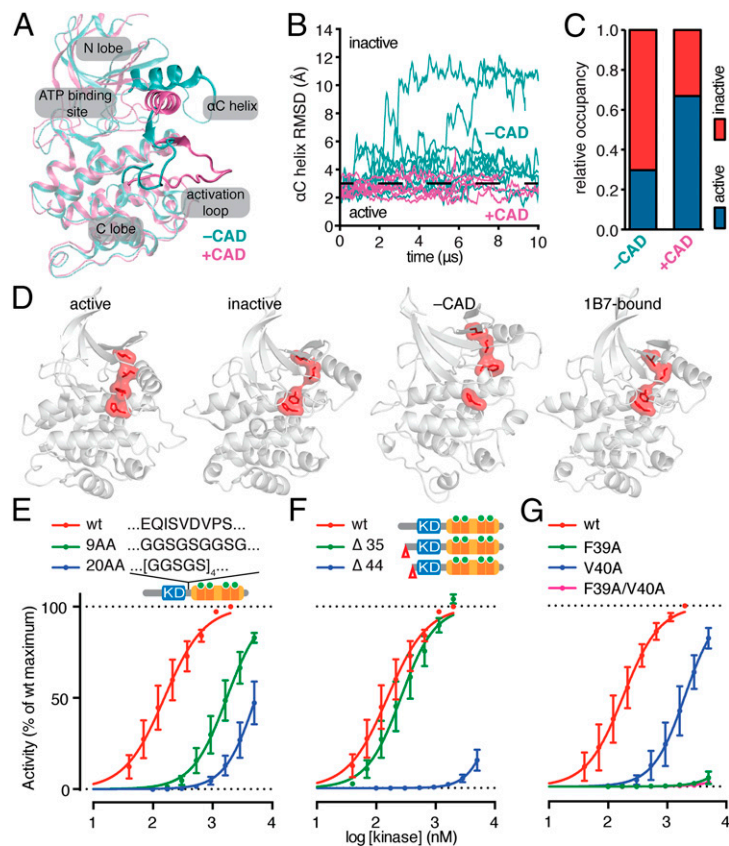 A
N lobe
ATP binding
site
αC helix
activation
loop
C lobe
–CAD
+CAD
B
αC helix RMSD (Å)
14
12
10
8
6
4
2
0
inactive
–CAD
active
+CAD
0 2 4 6 8 10
time (µs)
C
relative occupancy
1.0
0.8
0.6
0.4
0.2
0.0
–CAD
+CAD
inactive
active
D
active
inactive
–CAD
1B7-bound
E
wt ...EQISVDVPS...
9AA ...GGSGSGGSG...
20AA ...[GGSGS]4...
KD
Activity (% of wt maximum)
100
50
0
1 2 3 4
F
wt
Δ 35
Δ 44
KD
KD
KD
1 2 3 4
log [kinase] (nM)
G
wt
F39A
V40A
F39A/V40A
1 2 3 4